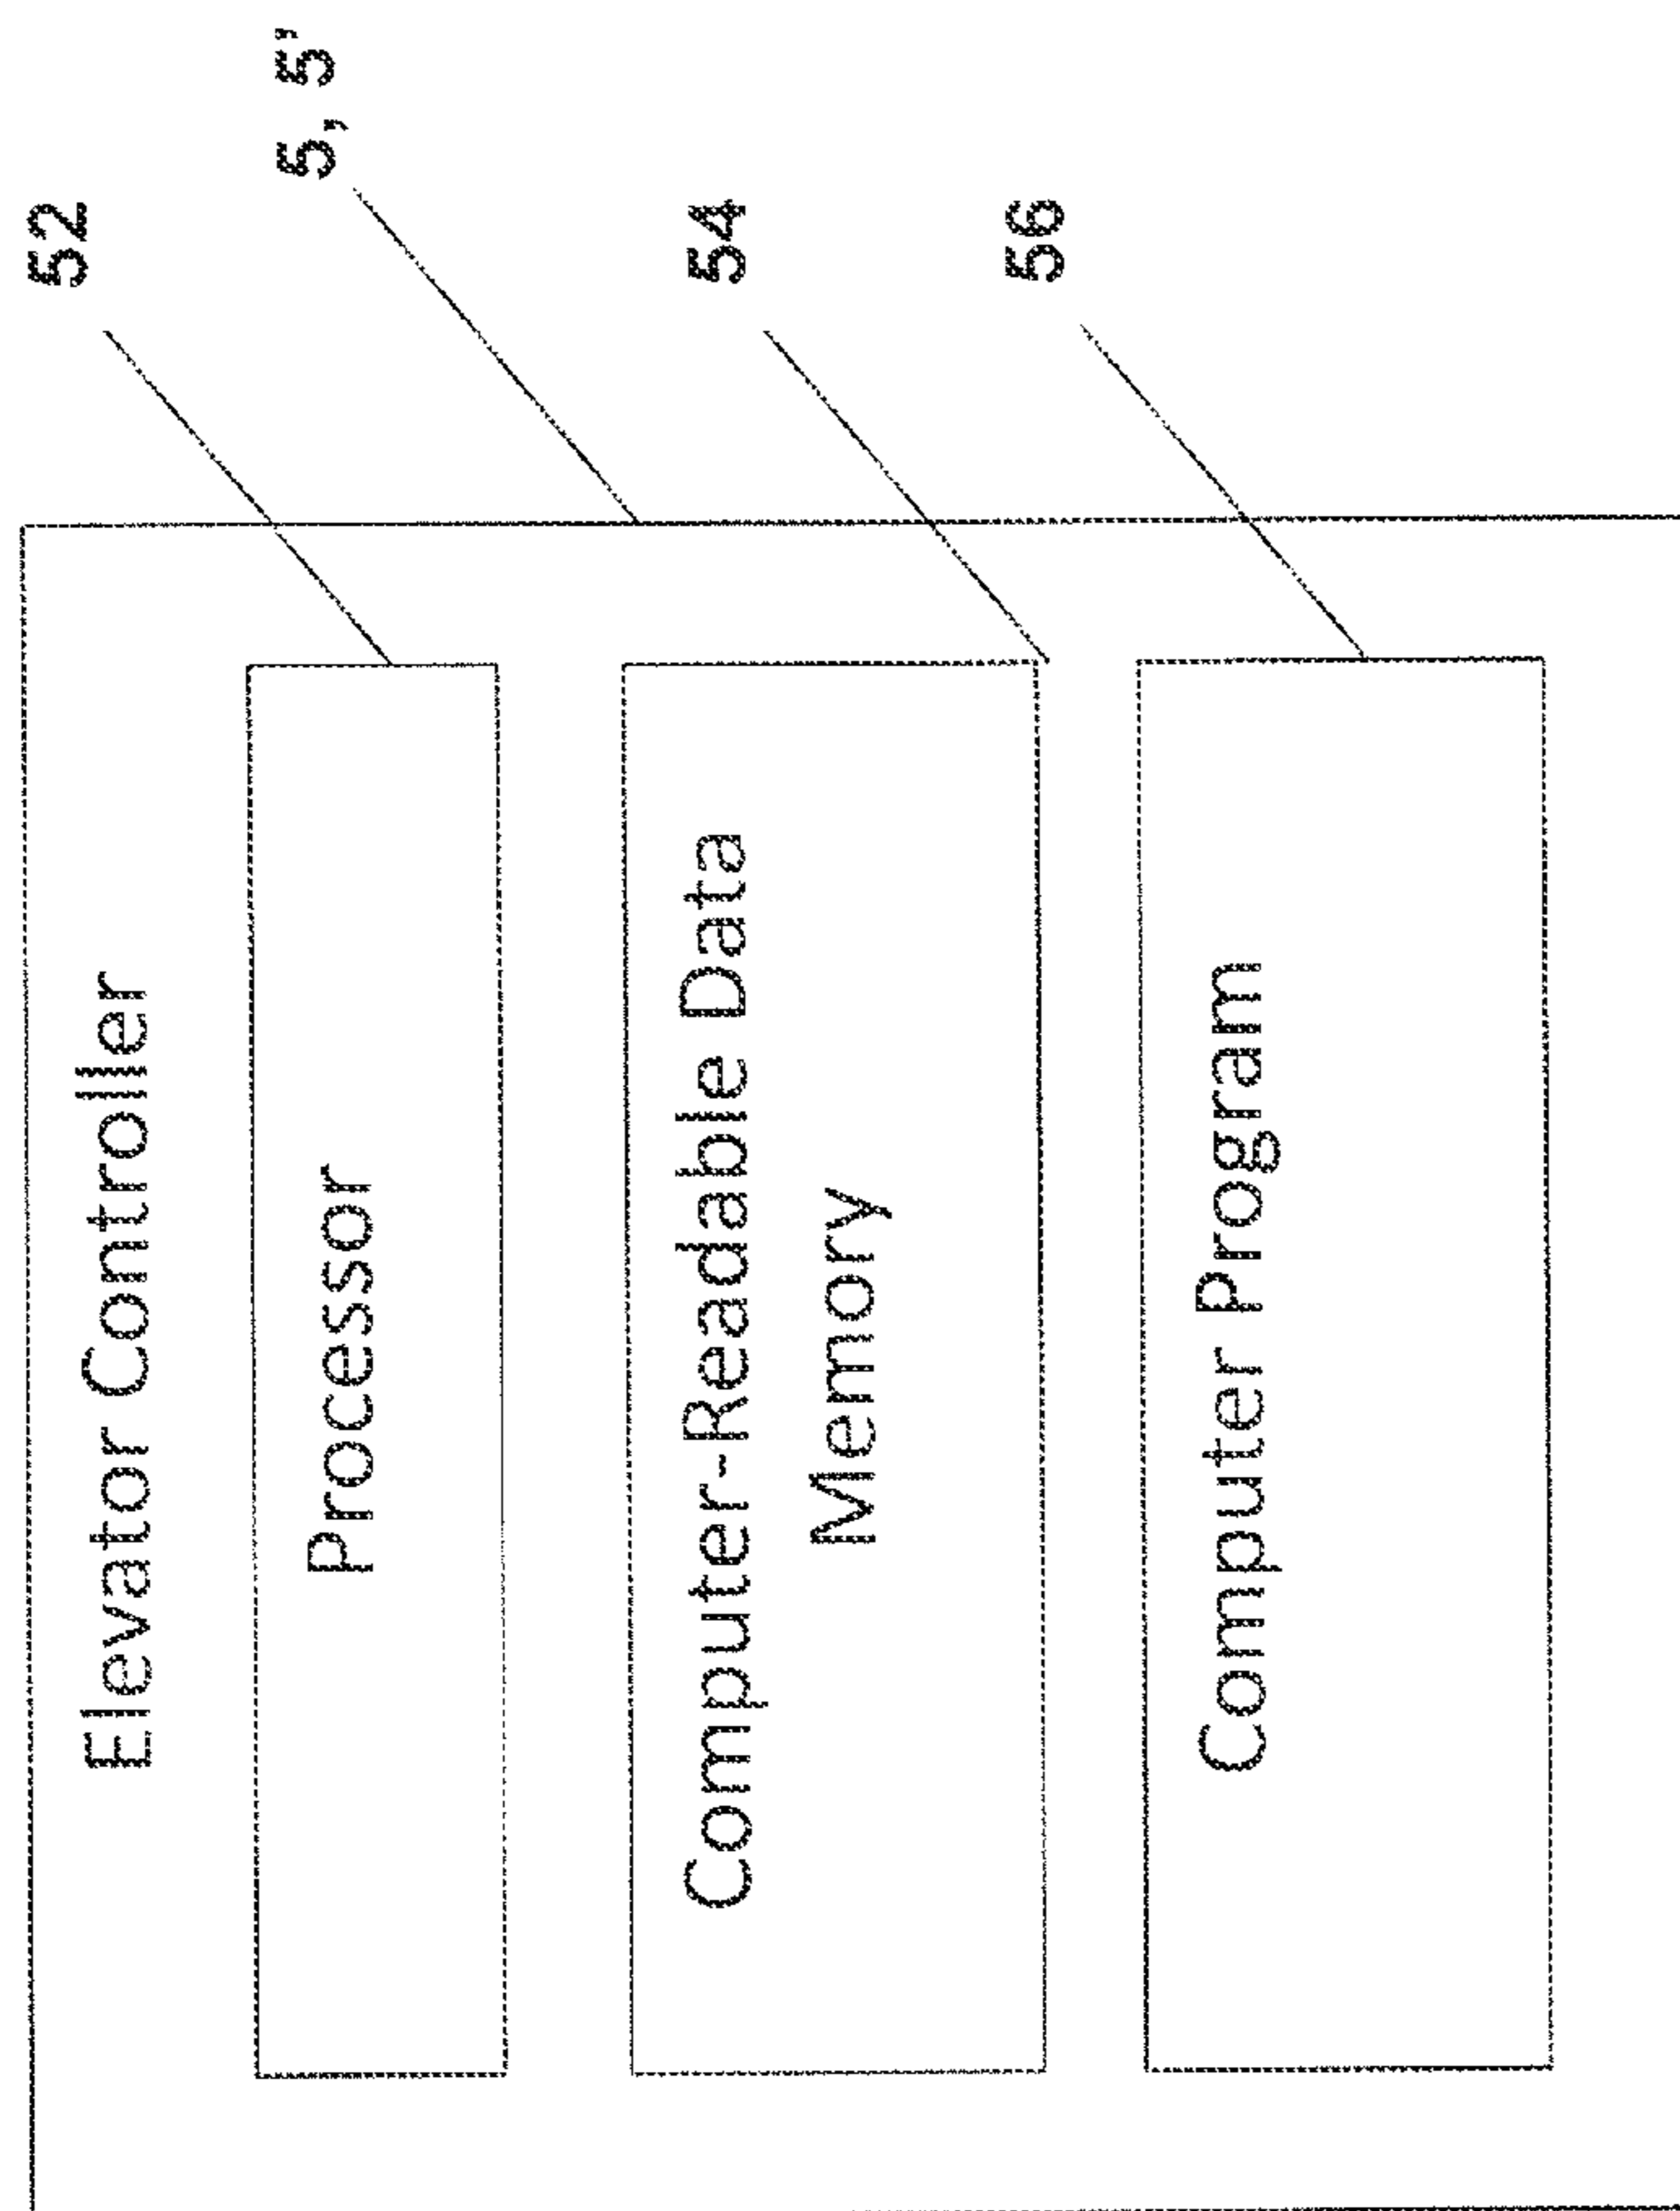 Elevator Controller
52
Processor
5, 5'
Computer-Readable Data
Memory
54
Computer Program
56